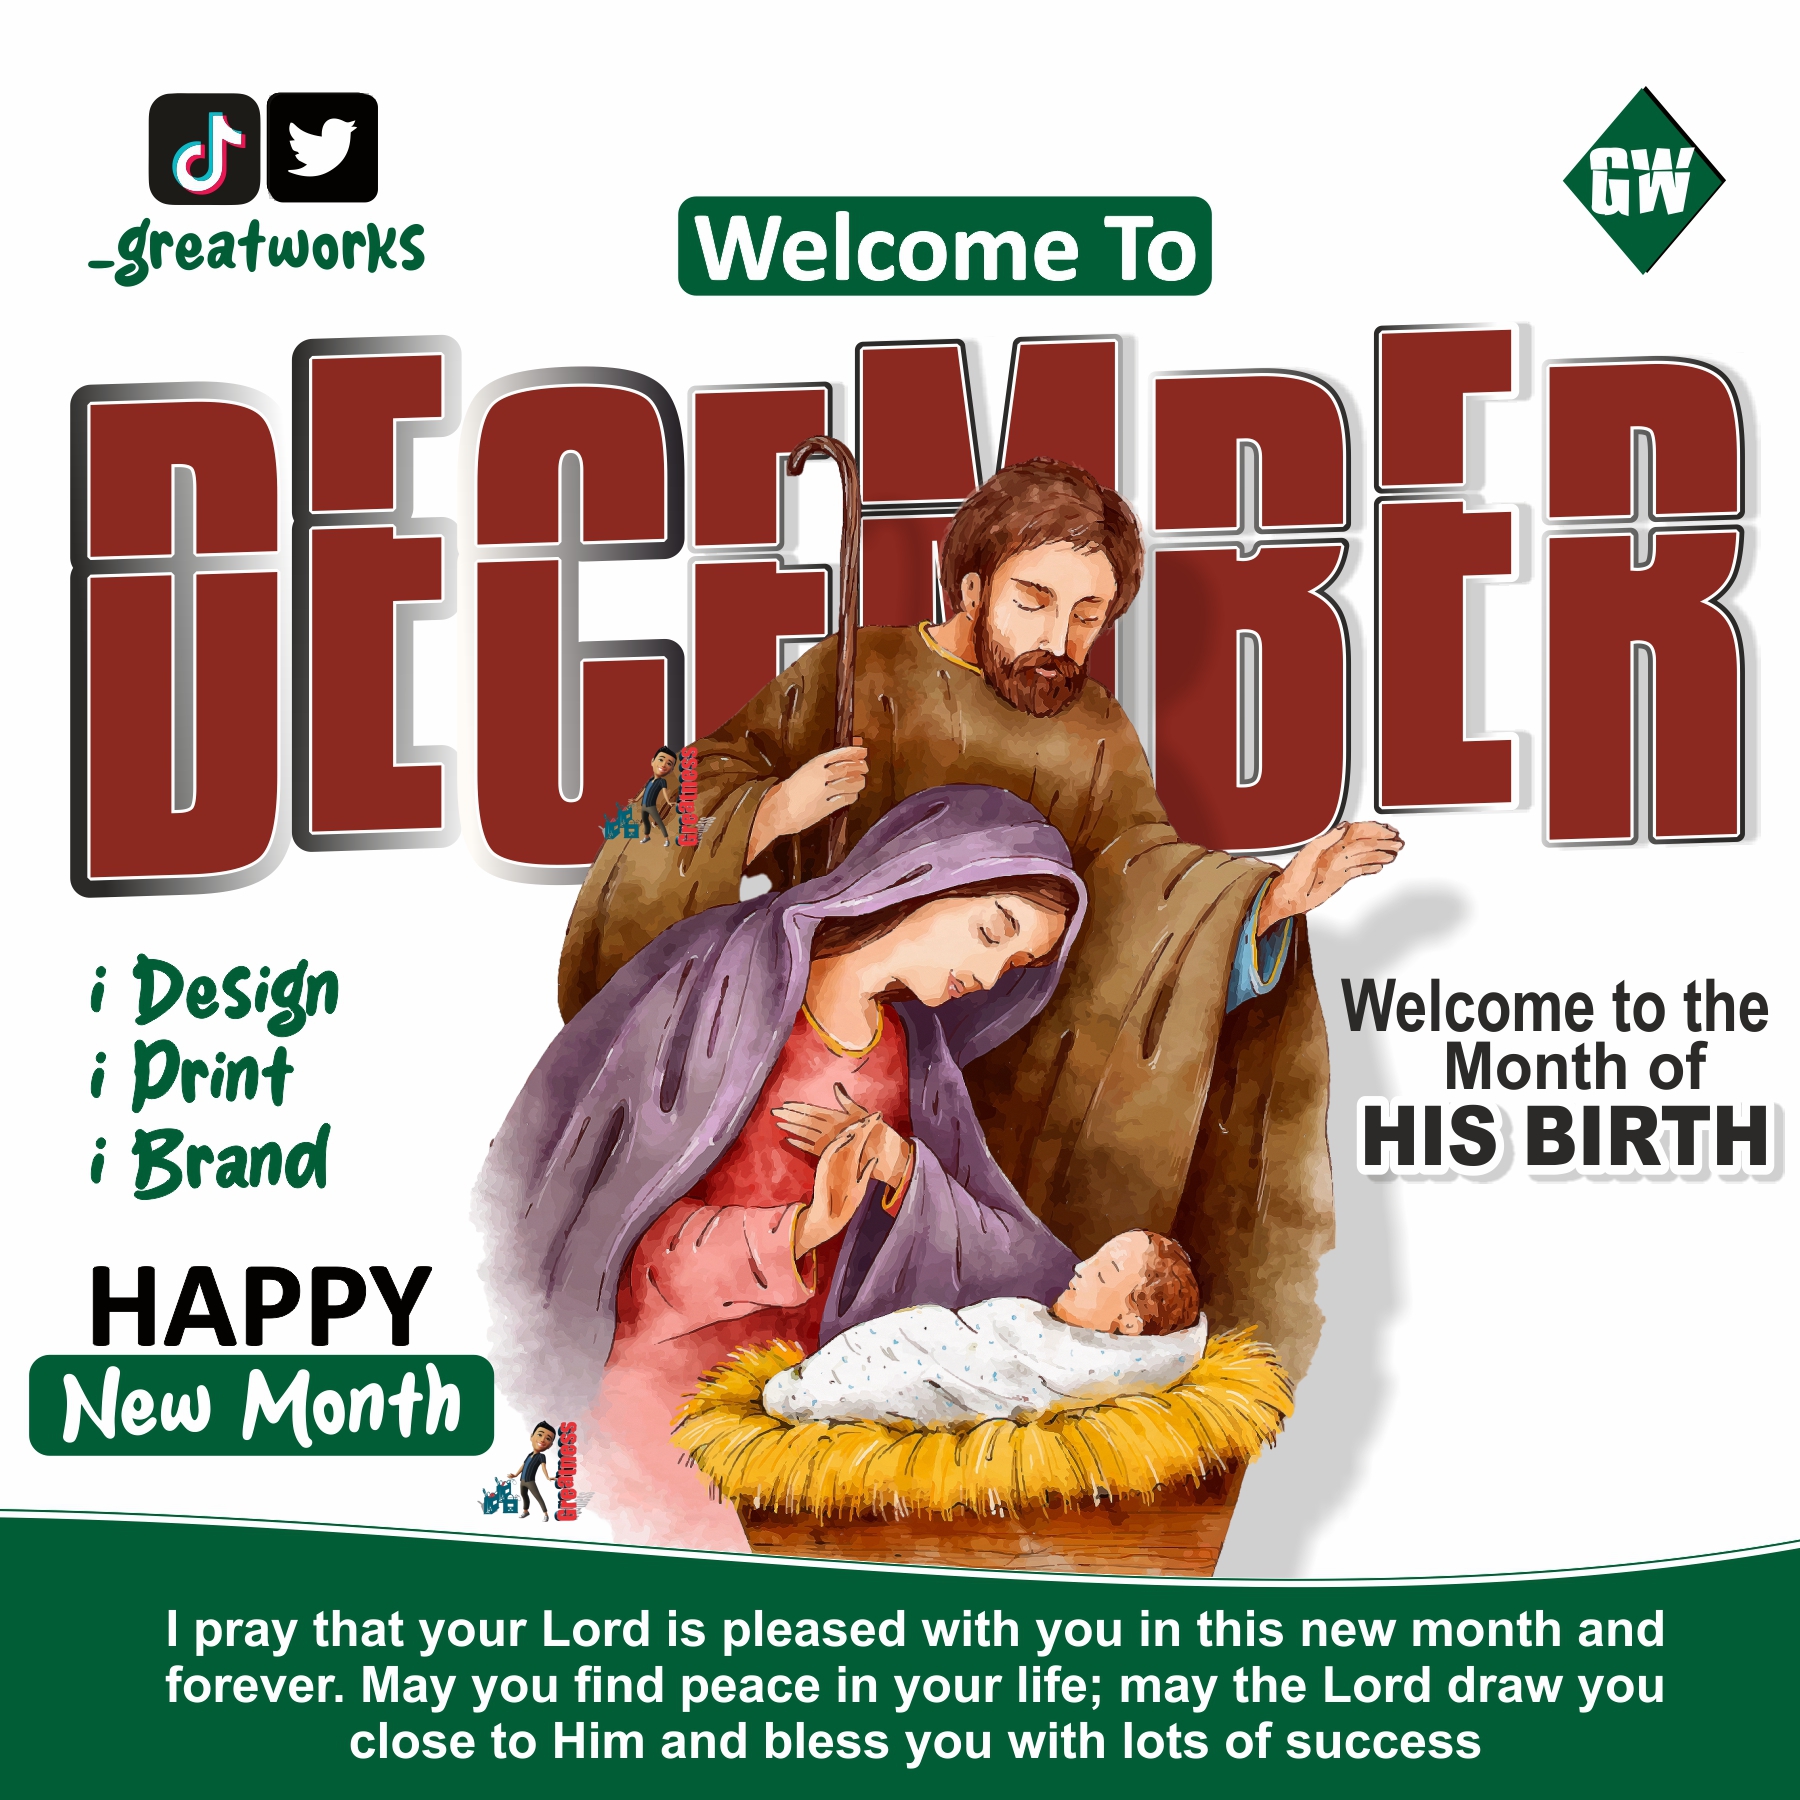 _greatworks
GW
Welcome To
DECEMBER
Greatness
i Design
i Print
i Brand
Welcome to the
Month of
HIS BIRTH
HAPPY
New Month
Greatness
I pray that your Lord is pleased with you in this new month and
forever. May you find peace in your life; may the Lord draw you
close to Him and bless you with lots of success